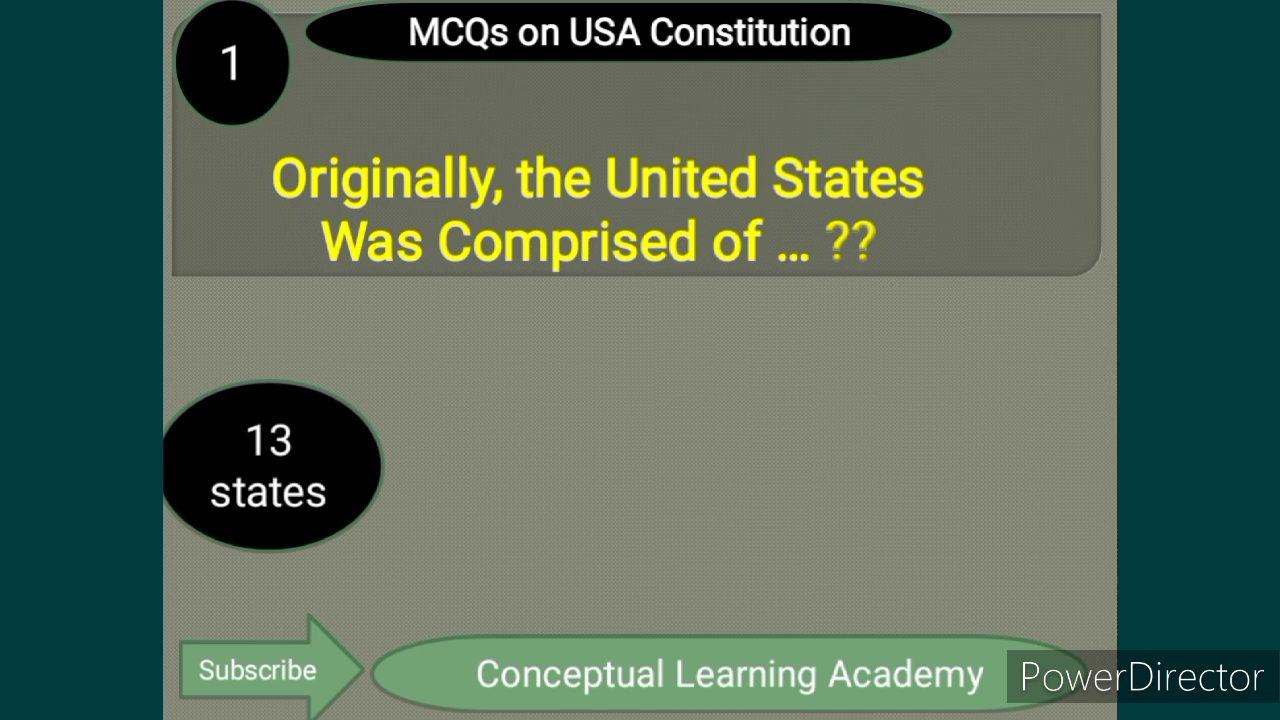 1
MCQs on USA Constitution
Originally, the United States
Was Comprised of ... ??
13
states
Subscribe
Conceptual Learning Academy
PowerDirector